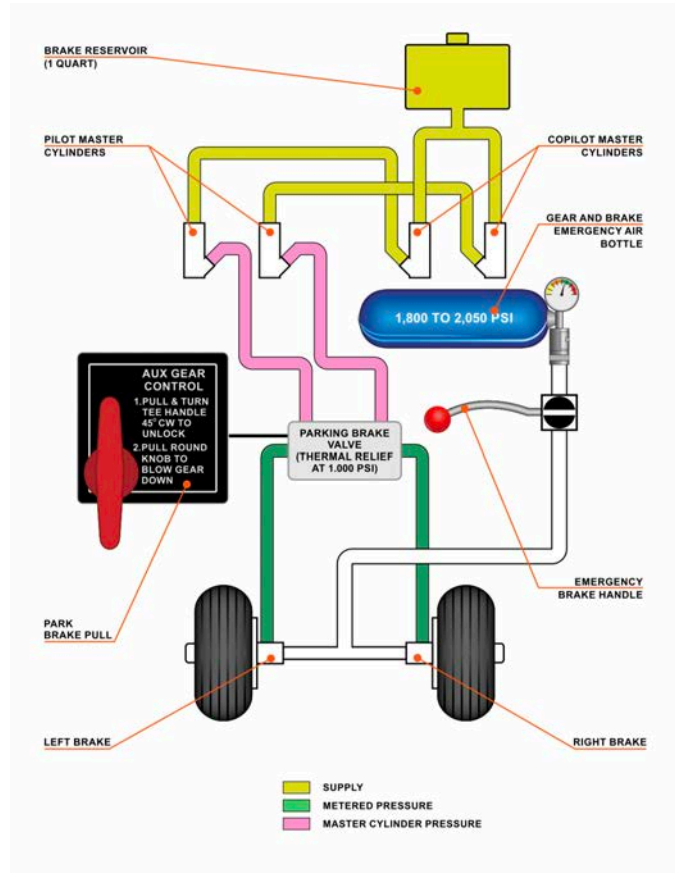 BRAKE RESERVOIR
(1 QUART)
PILOT MASTER
CYLINDERS
COPILOT MASTER
CYLINDERS
GEAR AND BRAKE
EMERGENCY AIR
BOTTLE
1,800 TO 2,050 PSI
AUX GEAR
CONTROL
1.PULL & TURN
TEE HANDLE
45° CW TO
UNLOCK
2.PULL ROUND
KNOB TO
BLOW GEAR
DOWN
PARKING BRAKE
VALVE
(THERMAL RELIEF
AT 1.000 PSI)
EMERGENCY
BRAKE HANDLE
PARK
BRAKE PULL
LEFT BRAKE
RIGHT BRAKE
SUPPLY
METERED PRESSURE
MASTER CYLINDER PRESSURE